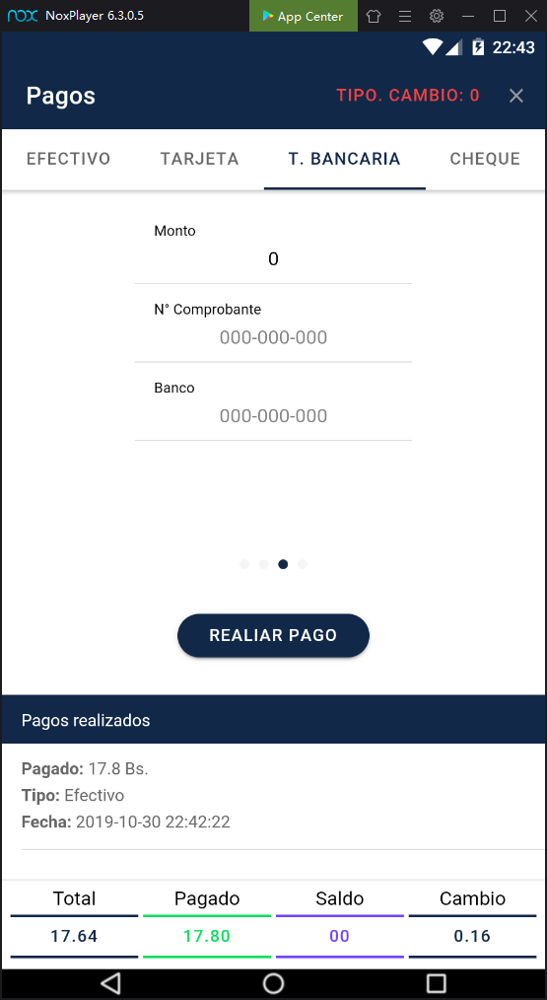 nox NoxPlayer 6.3.0.5 App Center
22:43
Pagos TIPO. CAMBIO: 0
EFECTIVO TARJETA T. BANCARIA CHEQUE
Monto
0
N° Comprobante
000-000-000
Banco
000-000-000
REALIAR PAGO
Pagos realizados
Pagado: 17.8 Bs.
Tipo: Efectivo
Fecha: 2019-10-30 22:42:22
Total Pagado Saldo Cambio
17.64 17.80 00 0.16